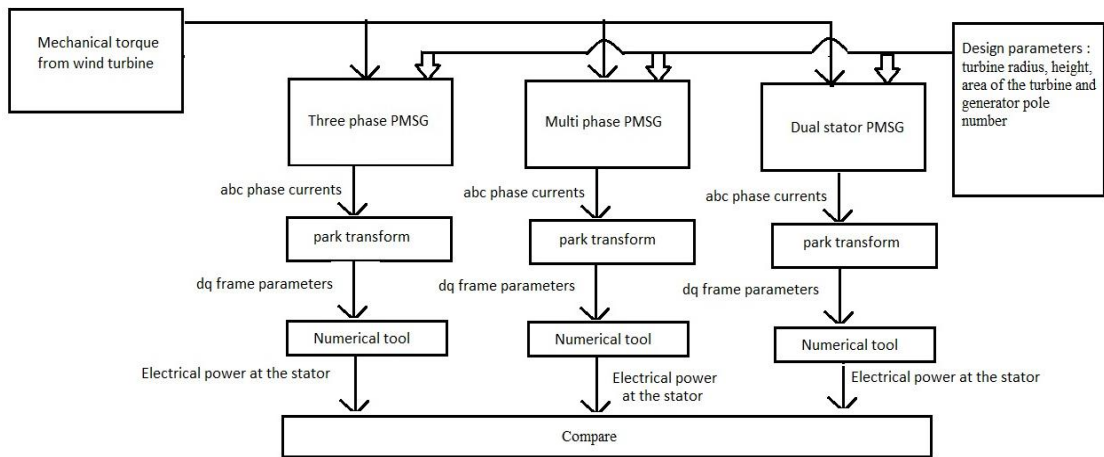 Mechanical torque
from wind turbine
Design parameters :
turbine radius, height,
area of the turbine and
generator pole
number
Three phase PMSG
Multi phase PMSG
Dual stator PMSG
abc phase currents
abc phase currents
abc phase currents
park transform
park transform
park transform
dq frame parameters
dq frame parameters
dq frame parameters
Numerical tool
Numerical tool
Numerical tool
Electrical power at the stator
Electrical power
at the stator
Electrical power at the stator
Compare